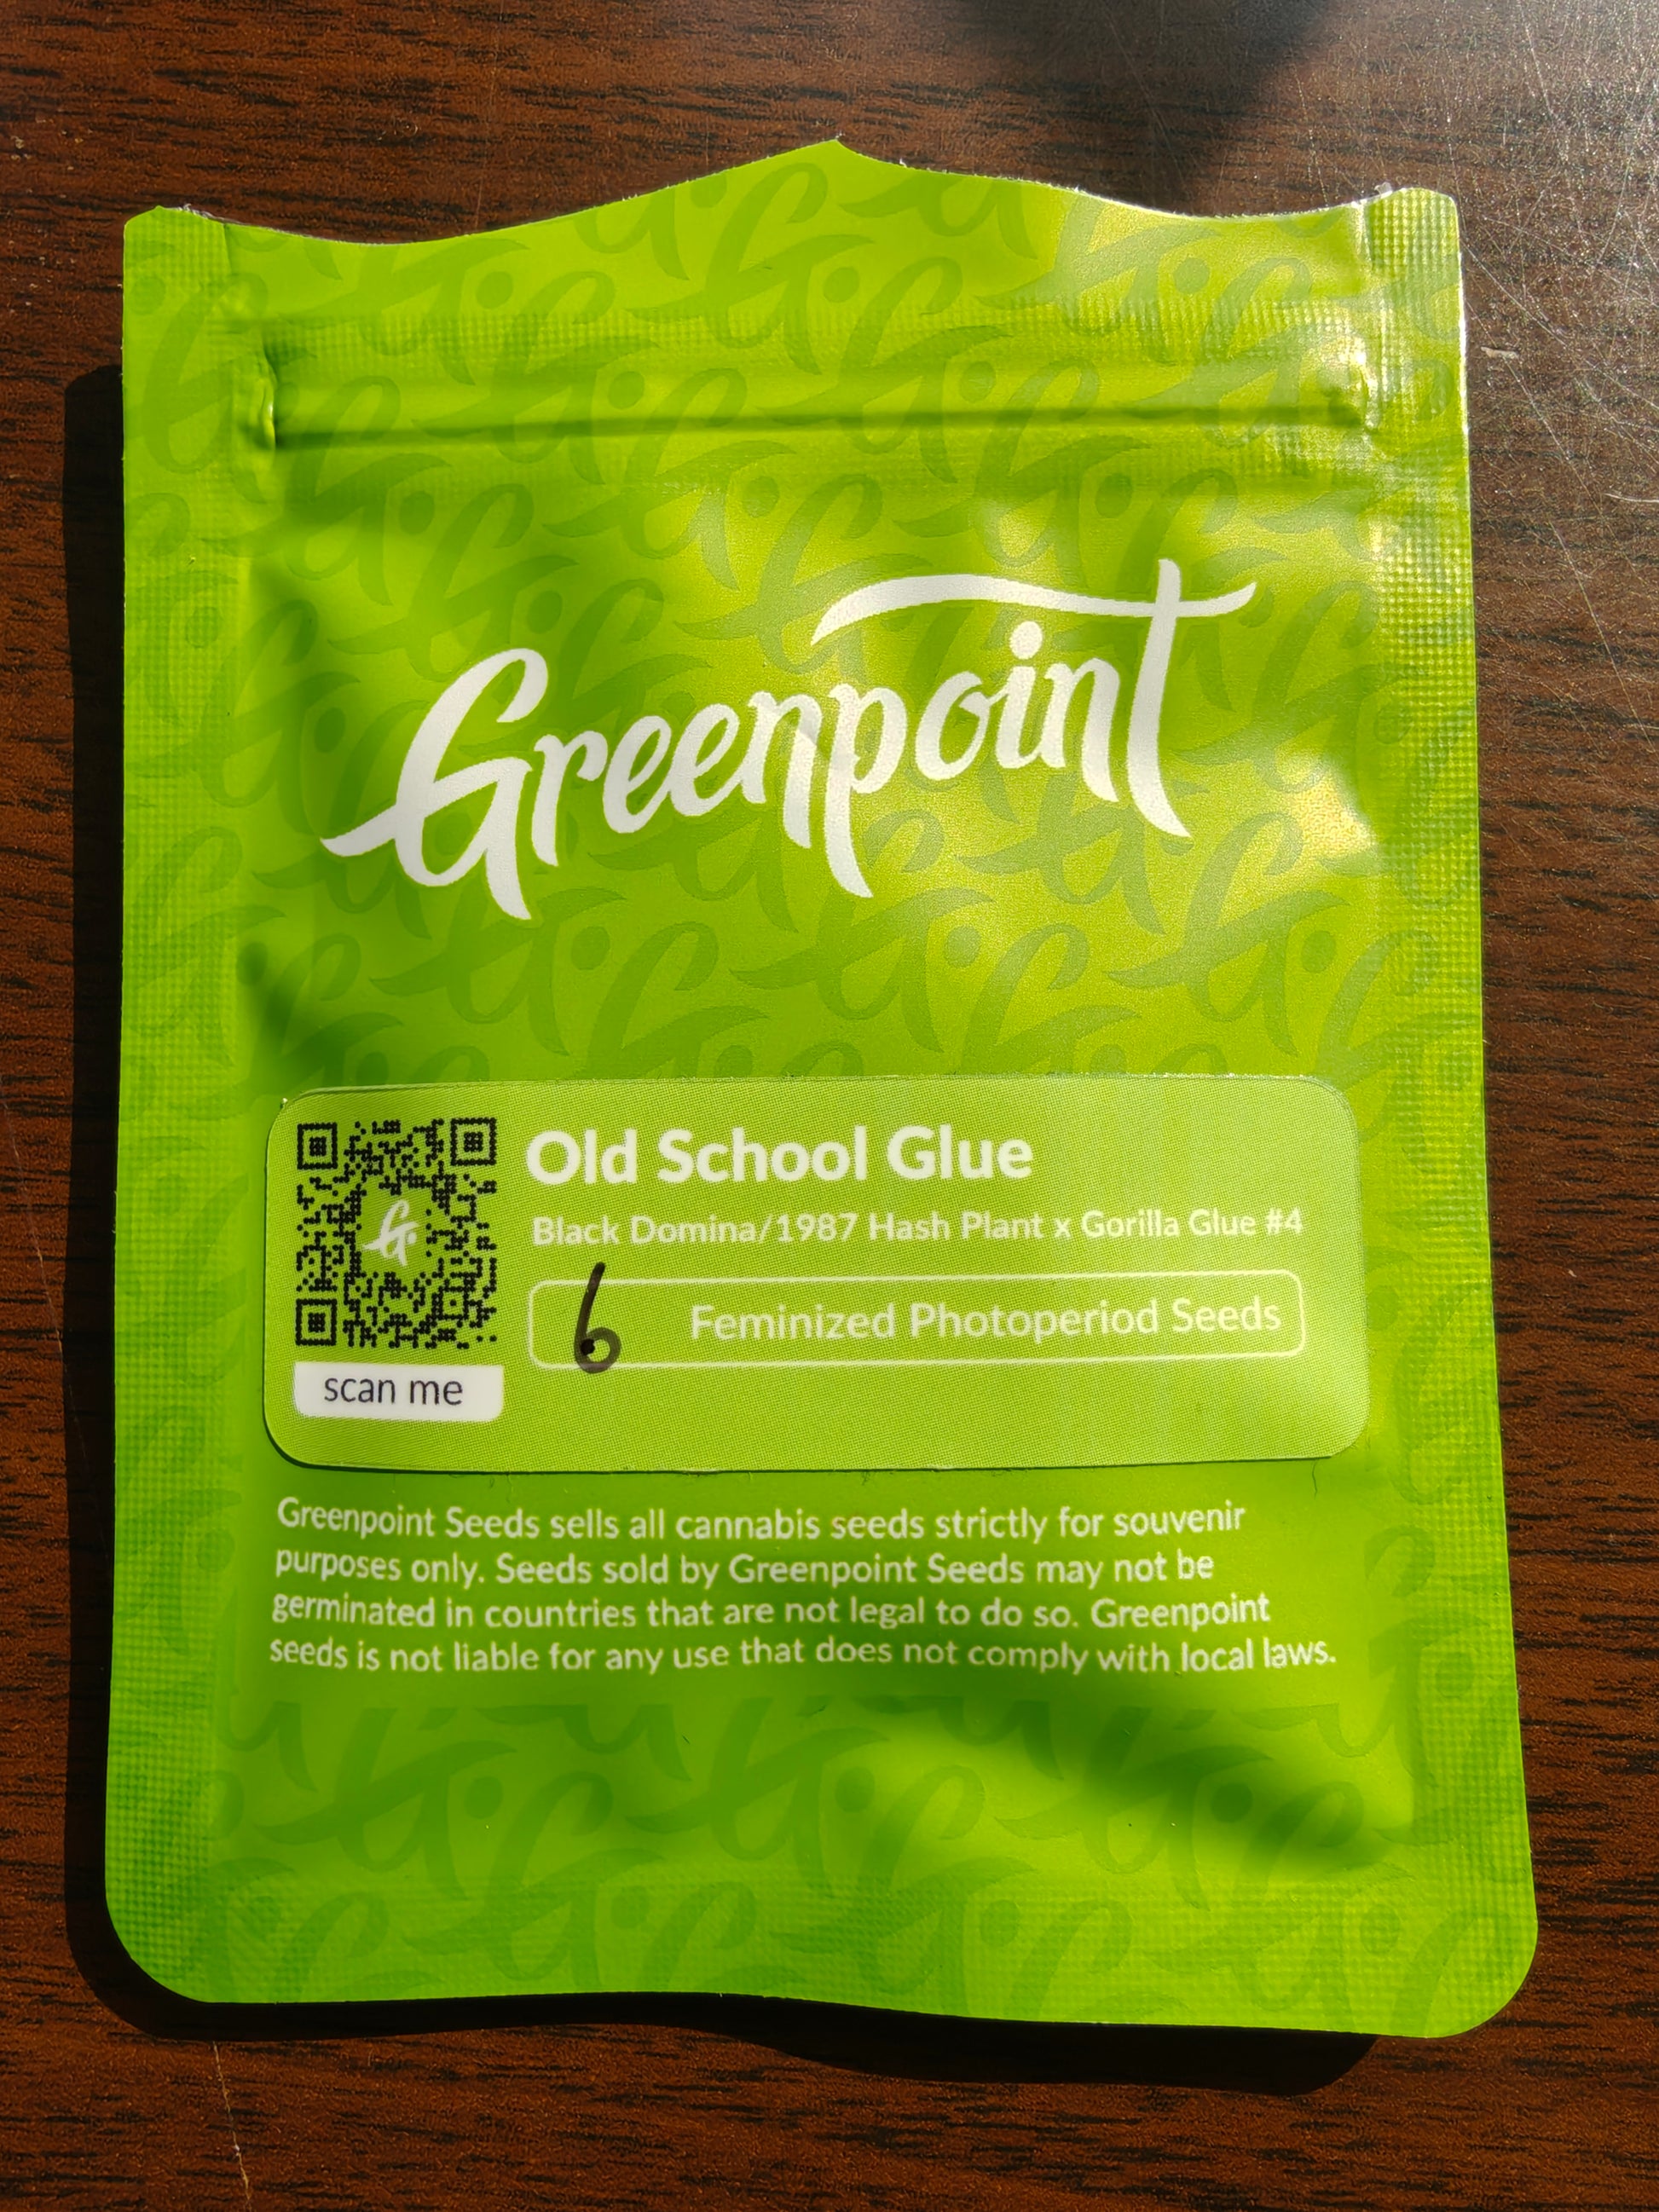 Greenpoint
Old School Glue
Black Domina/1987 Hash Plant x Gorilla Glue #4
6 Feminized Photoperiod Seeds
scan me
Greenpoint Seeds sells all cannabis seeds strictly for souvenir
purposes only. Seeds sold by Greenpoint Seeds may not be
germinated in countries that are not legal to do so. Greenpoint
seeds is not liable for any use that does not comply with local laws.